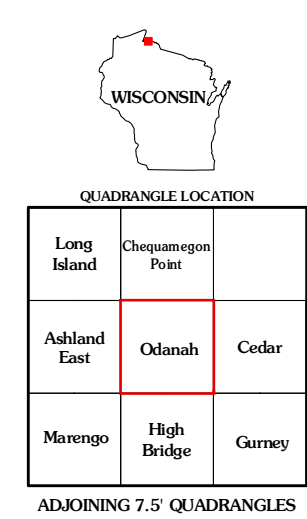 WISCONSIN
QUADRANGLE LOCATION
Long
Island
Chequamegon
Point
Ashland
East
Odanah
Cedar
Marengo
High
Bridge
Gurney
ADJOINING 7.5' QUADRANGLES